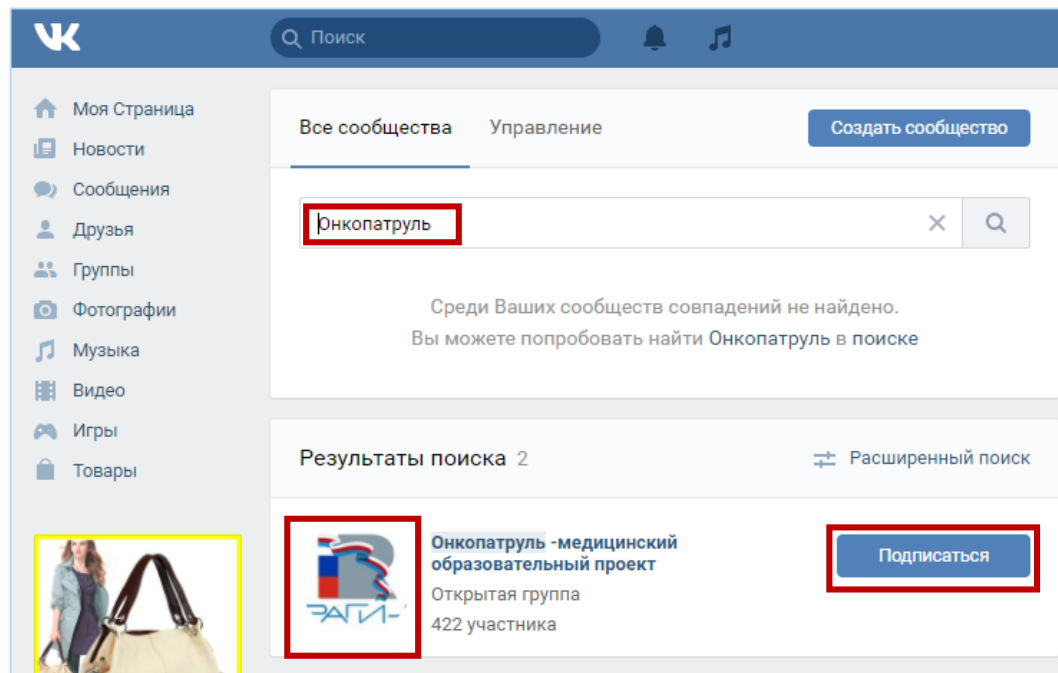 Поиск
Моя Страница
Новости
Сообщения
Друзья
Группы
Фотографии
Музыка
Видео
Игры
Товары
Все сообщества Управление Создать сообщество
Онкопатруль
Среди Ваших сообществ совпадений не найдено.
Вы можете попробовать найти Онкопатруль в поиске
Результаты поиска 2 Расширенный поиск
Онкопатруль -медицинский
образовательный проект
Открытая группа
422 участника
Подписаться